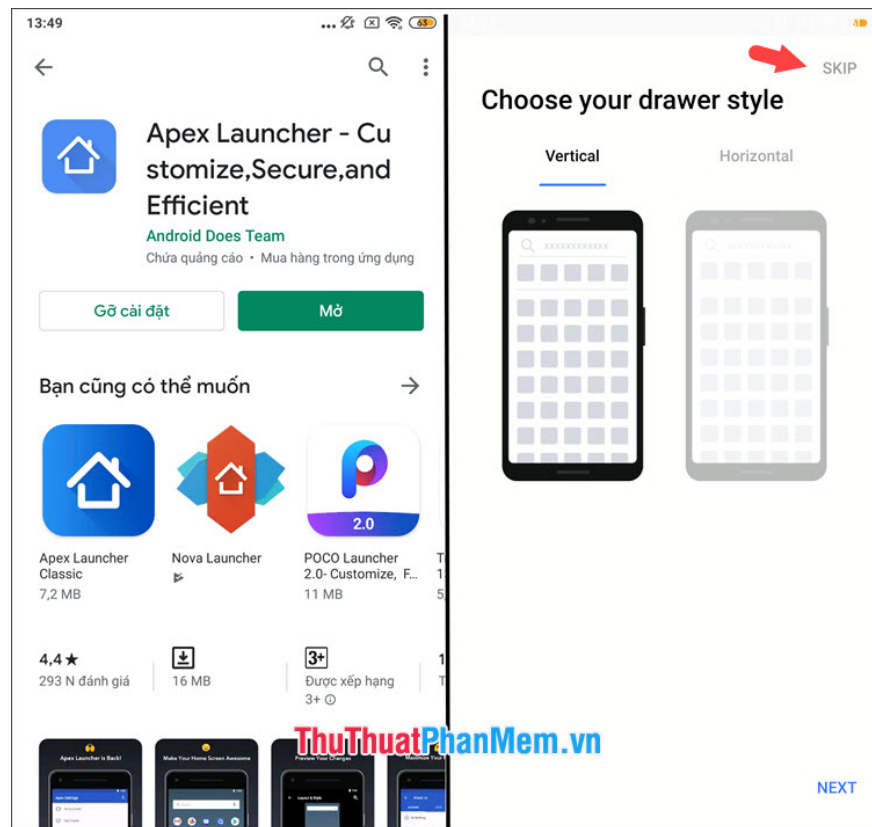 13:49
63
Apex Launcher - Cu
stomize,Secure,and
Efficient
Android Does Team
Chứa quảng cáo • Mua hàng trong ứng dụng
Gỡ cài đặt
Mở
Bạn cũng có thể muốn
Apex Launcher
Classic
7,2 MB
Nova Launcher
POCO Launcher
2.0- Customize, F...
2.0
11 MB
4,4★
293 N đánh giá
16 MB
3+
Được xếp hạng
3+
Apex Launcher is Back!
Make Your Home Screen Awesome
Preview Your Changes
SKIP
Choose your drawer style
Vertical
Horizontal
xxxxxxxxxxxx
NEXT
ThuThuatPhanMem.vn